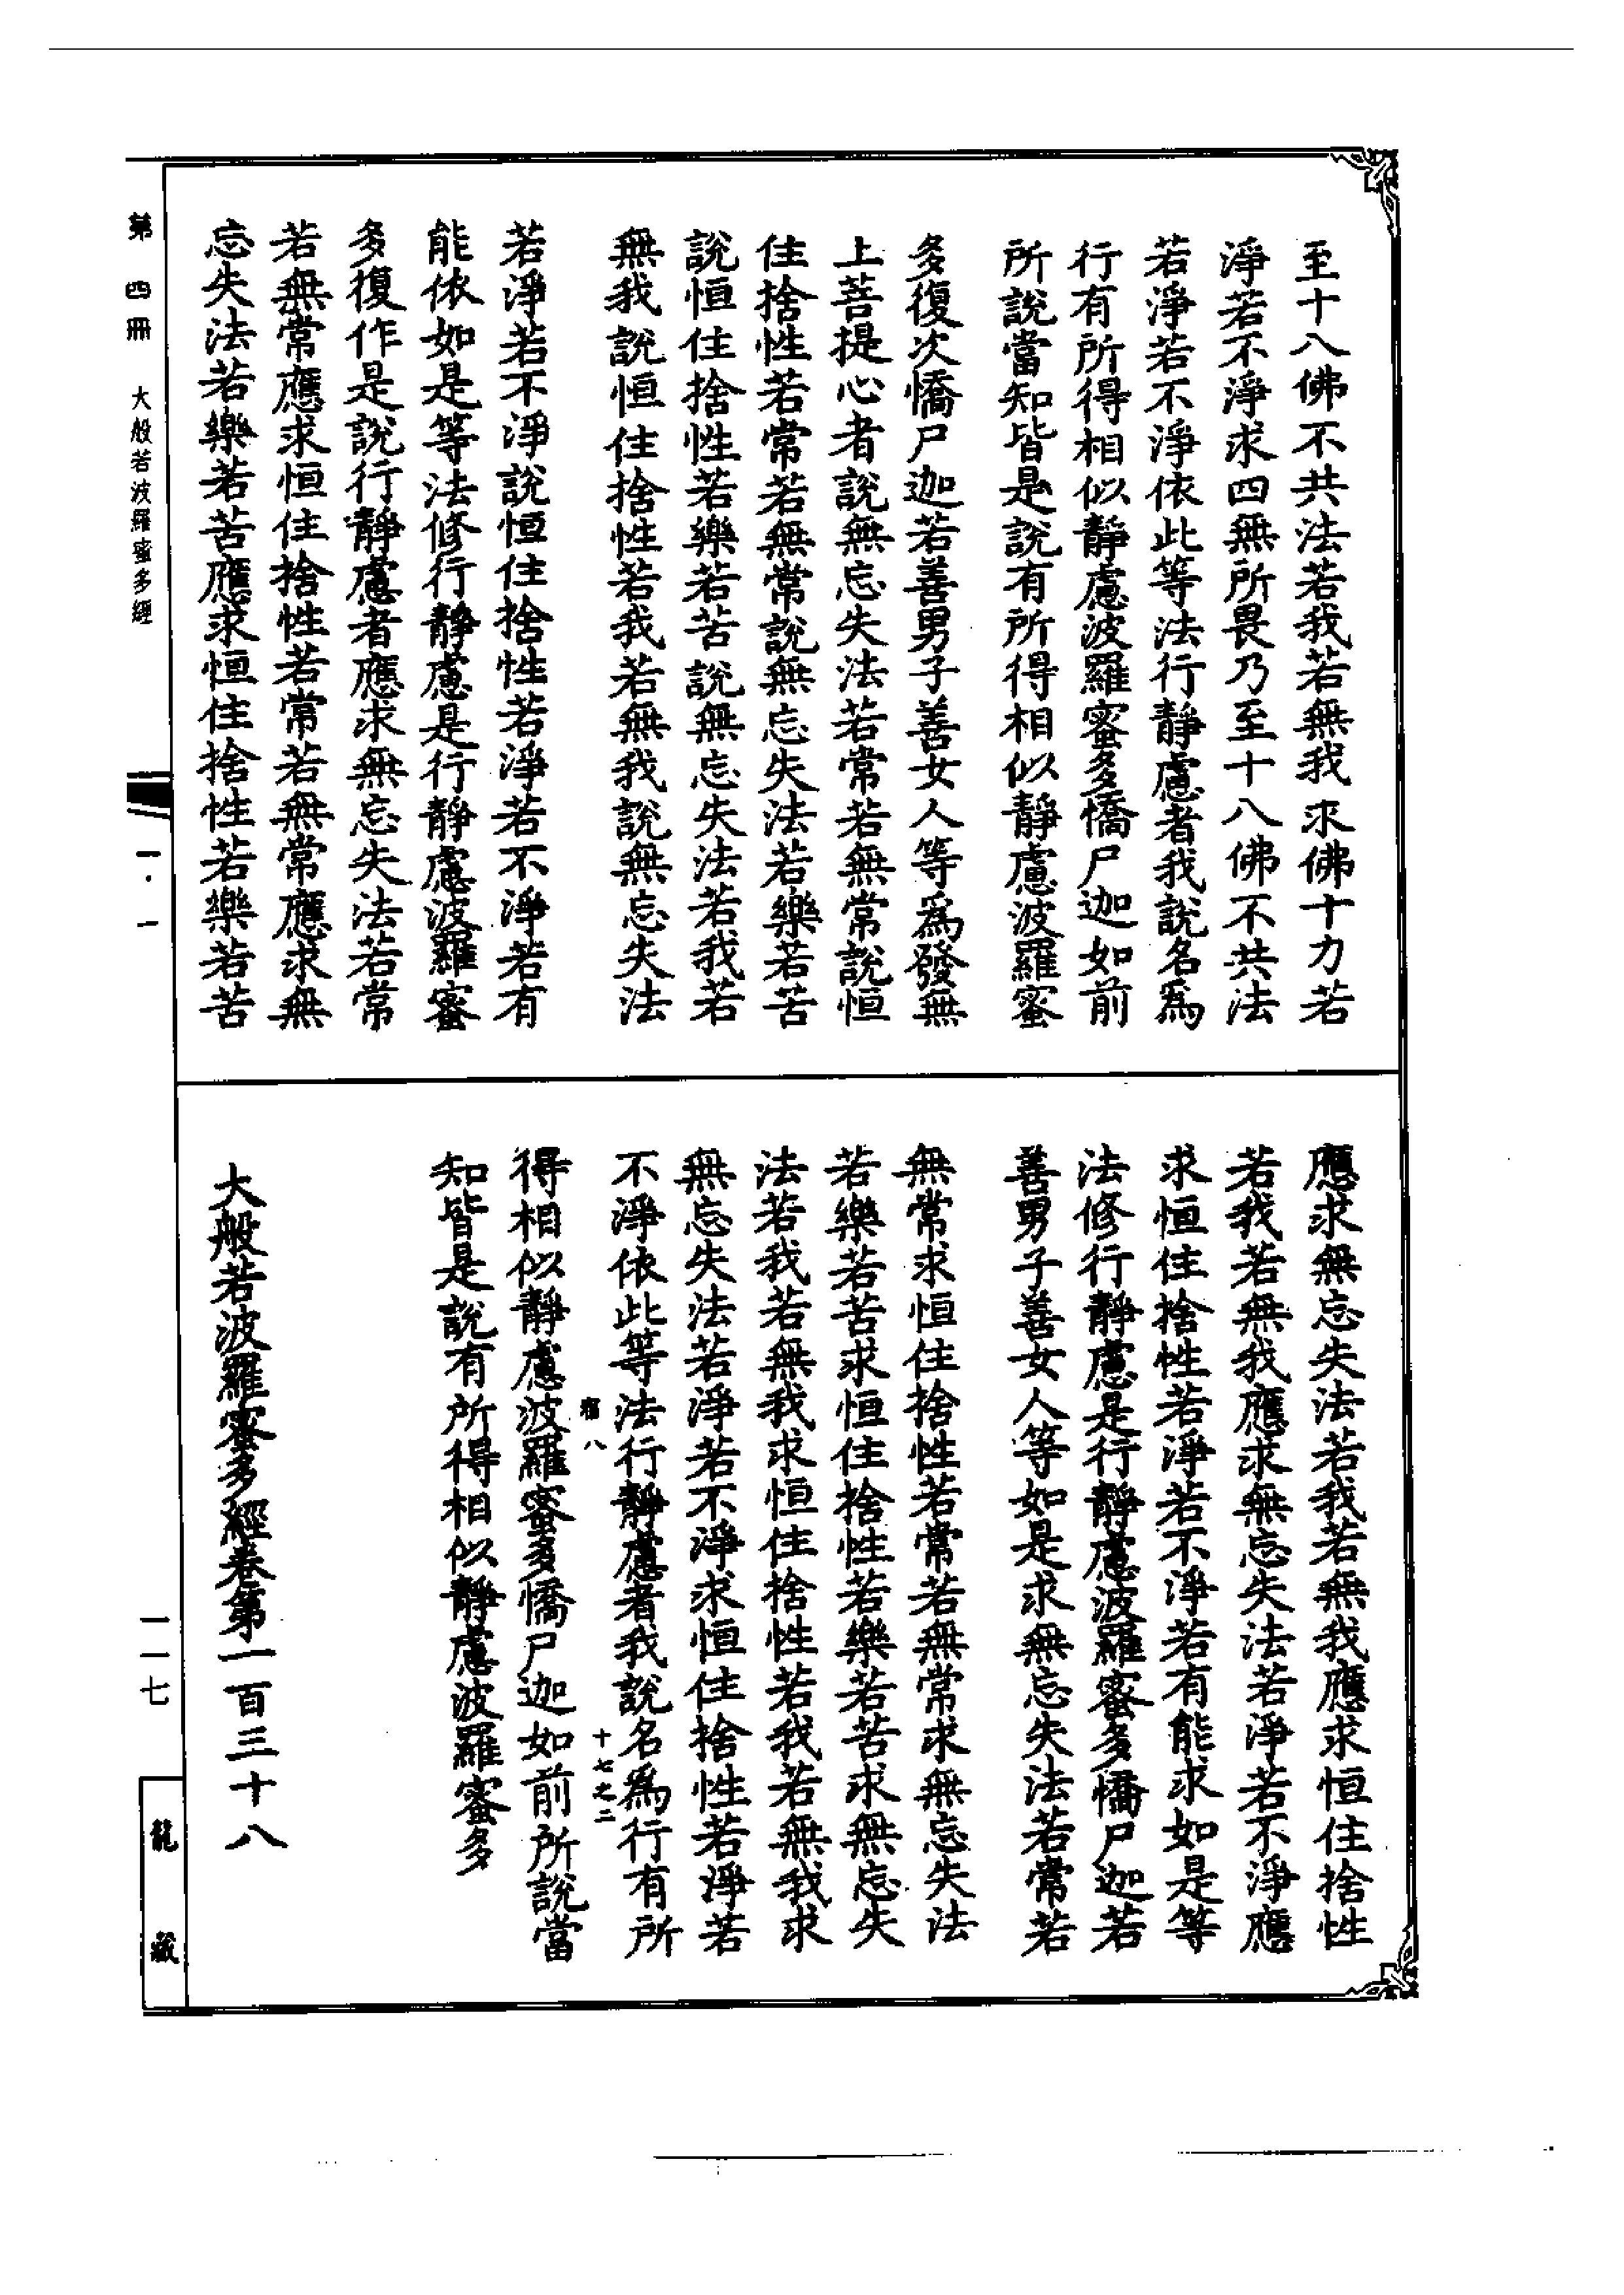 至十八佛不共法若我若無我求佛十力若
淨若不淨求四無所畏乃至十八佛不共法
若淨若不淨依此等法行靜慮者我說名為
行有所得相似靜慮波羅蜜多憍尸迦如前
所說當知皆是說有所得相似靜慮波羅蜜
多復次憍尸迦若善男子善女人等為發無
上菩提心者說無忘失法若常若無常說恒
住捨性若常若無常說無忘失法若樂若苦
說恒住捨性若樂若苦說無忘失法若我若
無我說恒住捨性若我若無我說無忘失法
若淨若不淨說恒住捨性若淨若不淨若有
能依如是等法修行靜慮是行靜慮波羅蜜
多復作是說行靜慮者應求無忘失法若常
若無常應求恒住捨性若常若無常應求無
忘失法若樂若苦應求恒住捨性若樂若苦
應求無忘失法若我若無我應求恒住捨性
若我若無我應求無忘失法若淨若不淨應
求恒住捨性若淨若不淨若有能求如是等
法修行靜慮是行靜慮波羅蜜多憍尸迦若
善男子善女人等如是求無忘失法若常若
無常求恒住捨性若常若無常求無忘失法
若樂若苦求恒住捨性若樂若苦求無忘失
法若我若無我求恒住捨性若我若無我求
無忘失法若淨若不淨求恒住捨性若淨若
不淨依此等法行靜慮者我說名為行有所
宿八 十七之二
得相似靜慮波羅蜜多憍尸迦如前所說當
知皆是說有所得相似靜慮波羅蜜多
大般若波羅蜜多經卷第一百三十八
第四冊 大般若波羅蜜多經 一·一 一一七 龍藏